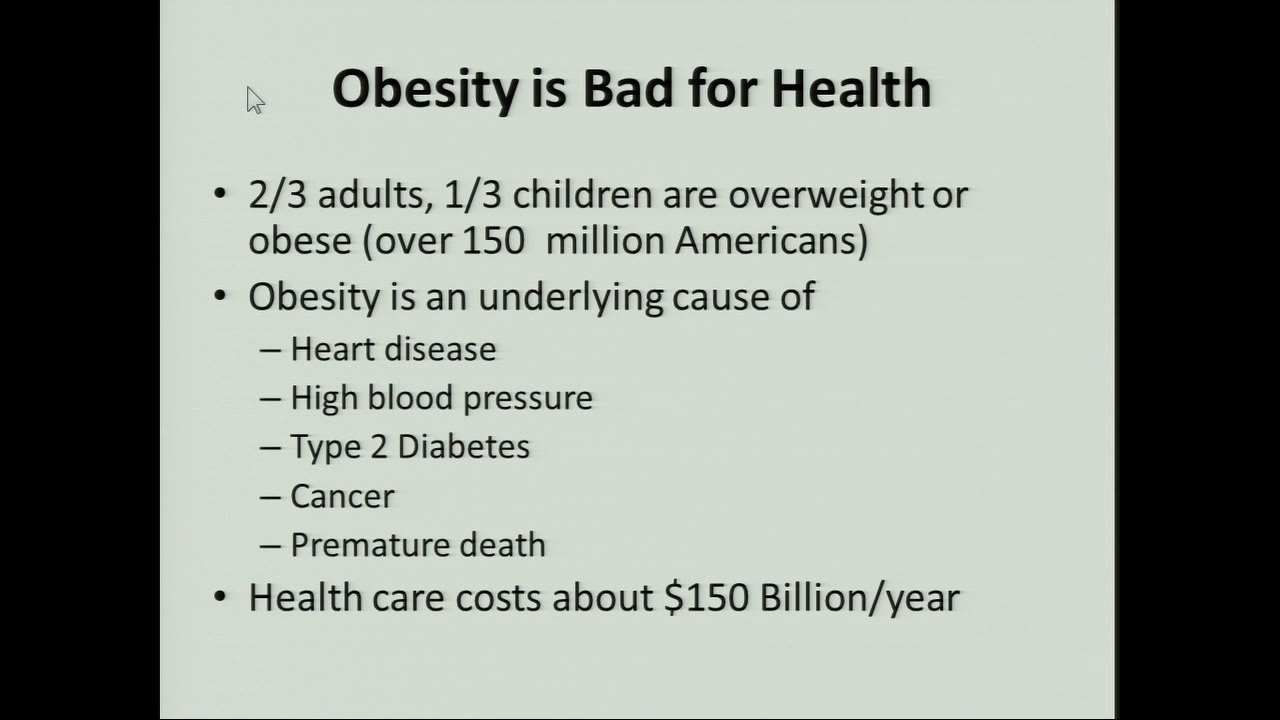 Obesity is Bad for Health
• 2/3 adults, 1/3 children are overweight or
obese (over 150  million Americans)
• Obesity is an underlying cause of
– Heart disease
– High blood pressure
– Type 2 Diabetes
– Cancer
– Premature death
• Health care costs about $150 Billion/year